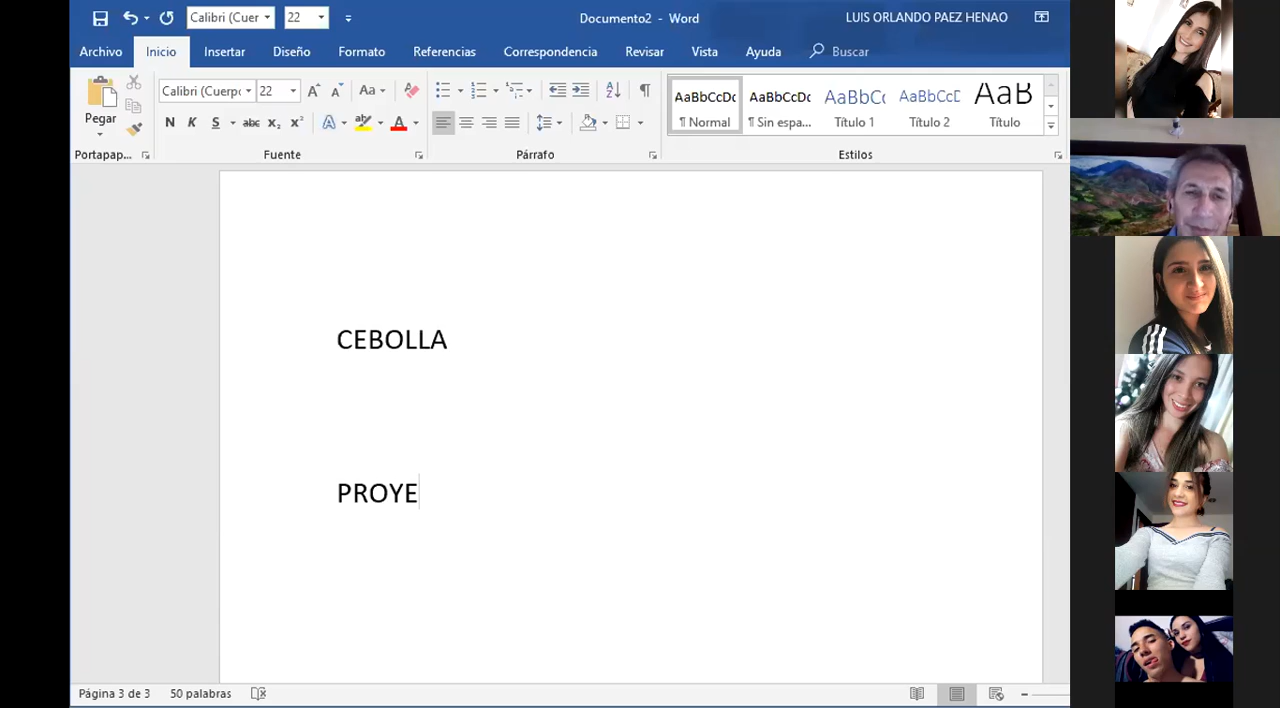 Calibri (Cuer 22 Documento2 - Word LUIS ORLANDO PAEZ HENAO
Archivo Inicio Insertar Diseño Formato Referencias Correspondencia Revisar Vista Ayuda Buscar
Pegar
Calibri (Cuerp 22 Aa
N K S abc x₂ x² A A
AaBbCcDc AaBbCcDc AaBbCc AaBbCcD AaB
¶ Normal ¶ Sin espa... Título 1 Título 2 Título
Portapap... Fuente Párrafo Estilos
CEBOLLA
PROYE
Página 3 de 3 50 palabras